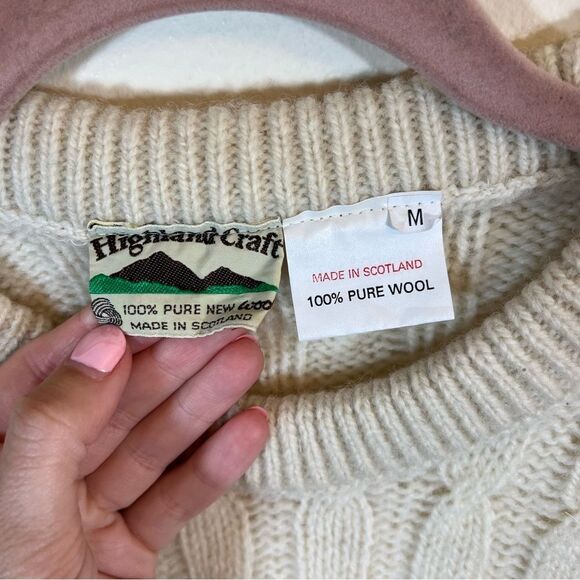 Highland Craft
100% PURE NEW WOOL
MADE IN SCOTLAND
M
MADE IN SCOTLAND
100% PURE WOOL